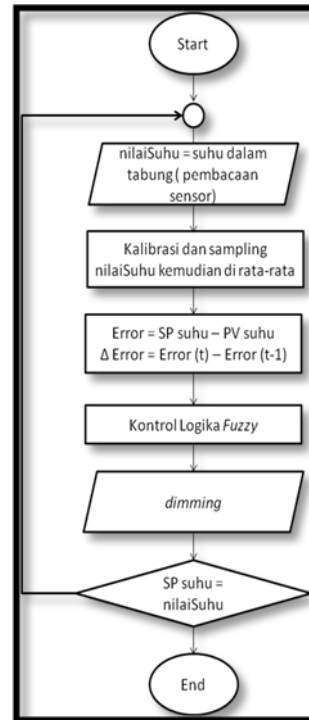 Start
nilaiSuhu = suhu dalam
tabung ( pembacaan
sensor)
Kalibrasi dan sampling
nilaiSuhu kemudian di rata-rata
Error = SP suhu – PV suhu
Δ Error = Error (t) – Error (t-1)
Kontrol Logika Fuzzy
dimming
SP suhu =
nilaiSuhu
End